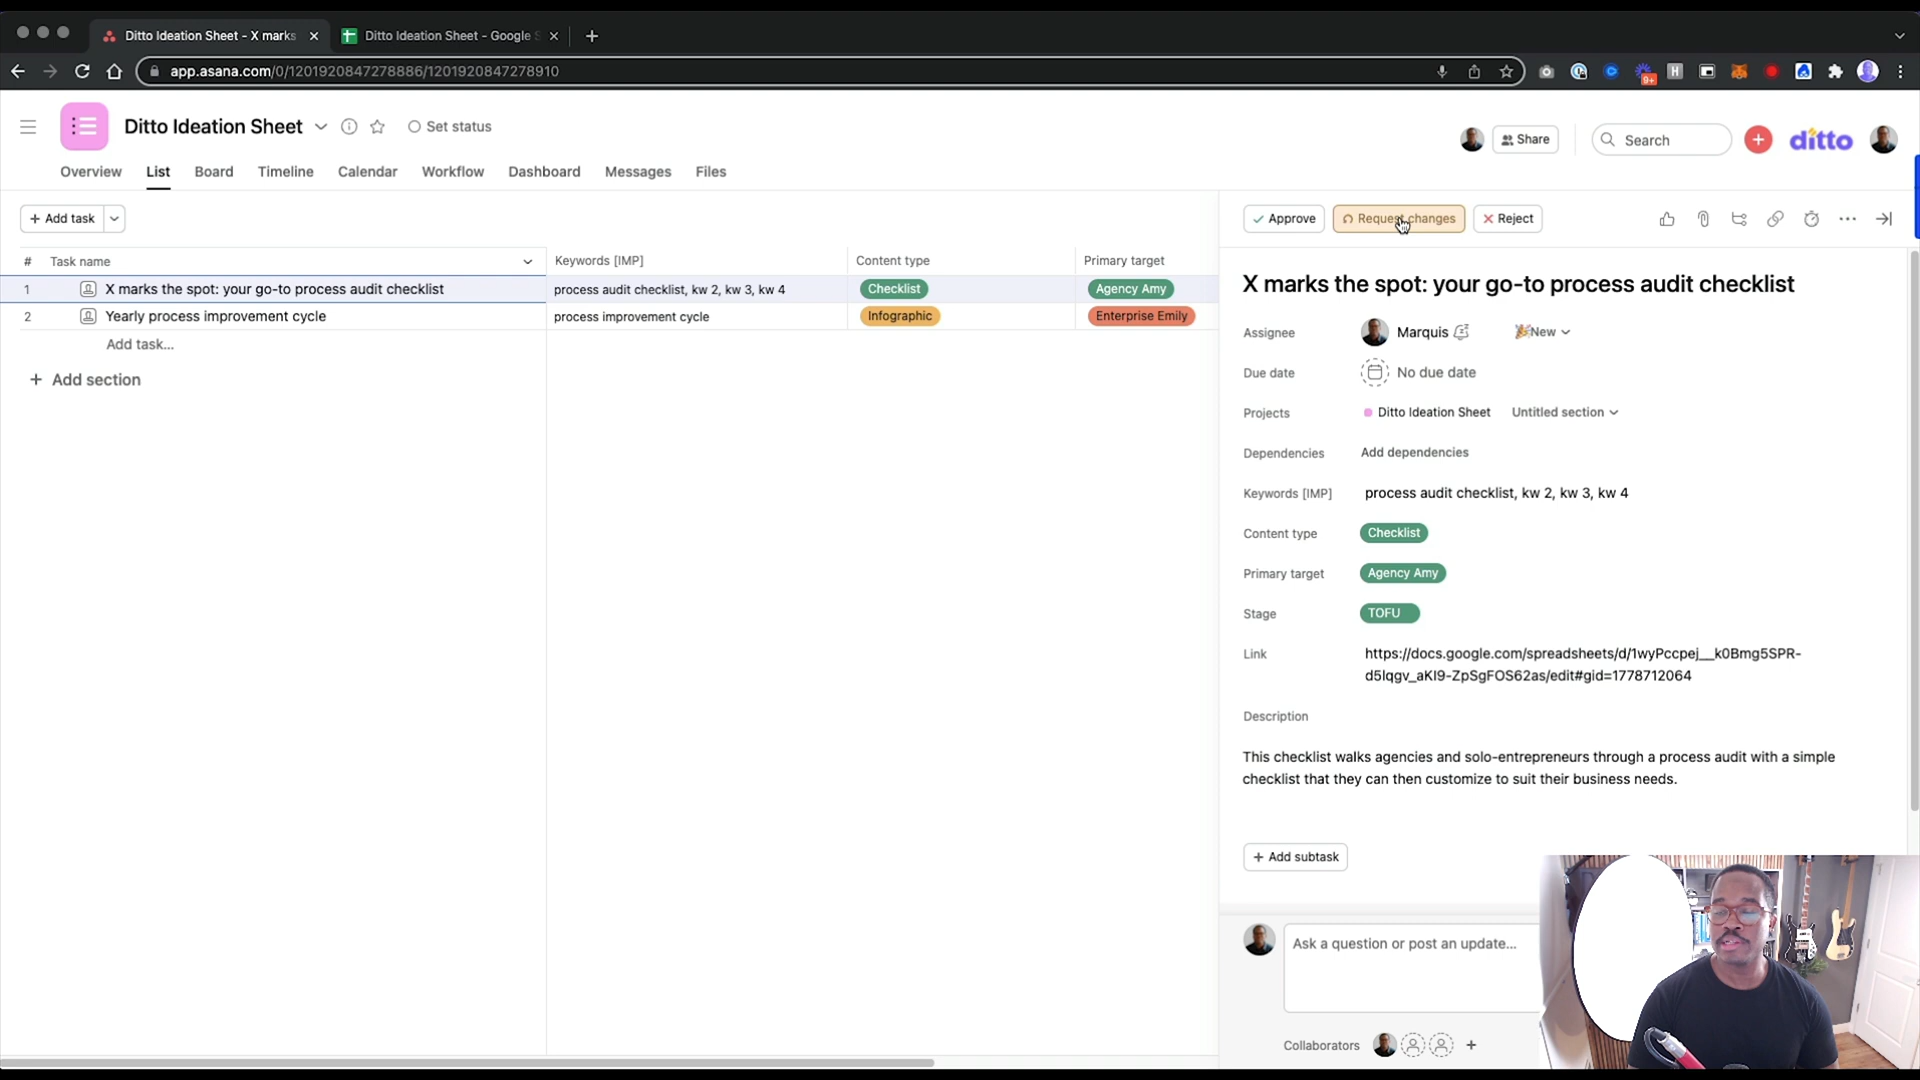 Ditto Ideation Sheet - X marks
Ditto Ideation Sheet - Google S
app.asana.com/0/1201920847278886/1201920847278910
9+
H
Ditto Ideation Sheet
Set status
Share
Search
ditto
Overview
List
Board
Timeline
Calendar
Workflow
Dashboard
Messages
Files
+ Add task
Approve
Request changes
Reject
# Task name Keywords [IMP] Content type Primary target
1 X marks the spot: your go-to process audit checklist process audit checklist, kw 2, kw 3, kw 4 Checklist Agency Amy
2 Yearly process improvement cycle process improvement cycle Infographic Enterprise Emily
Add task...
+ Add section
X marks the spot: your go-to process audit checklist
Assignee Marquis New
Due date No due date
Projects Ditto Ideation Sheet Untitled section
Dependencies Add dependencies
Keywords [IMP] process audit checklist, kw 2, kw 3, kw 4
Content type Checklist
Primary target Agency Amy
Stage TOFU
Link https://docs.google.com/spreadsheets/d/1wyPccpej__k0Bmg5SPR-
d5lqgv_aKI9-ZpSgFOS62as/edit#gid=1778712064
Description
This checklist walks agencies and solo-entrepreneurs through a process audit with a simple
checklist that they can then customize to suit their business needs.
+ Add subtask
Ask a question or post an update...
Collaborators +